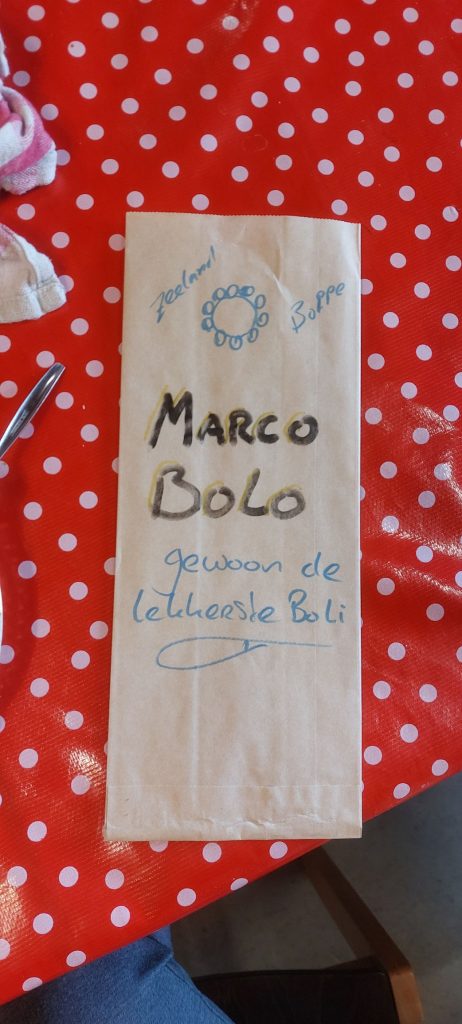 Zeeland
Boppe
MARCO
BOLO
gewoon de
lekkerste Boli